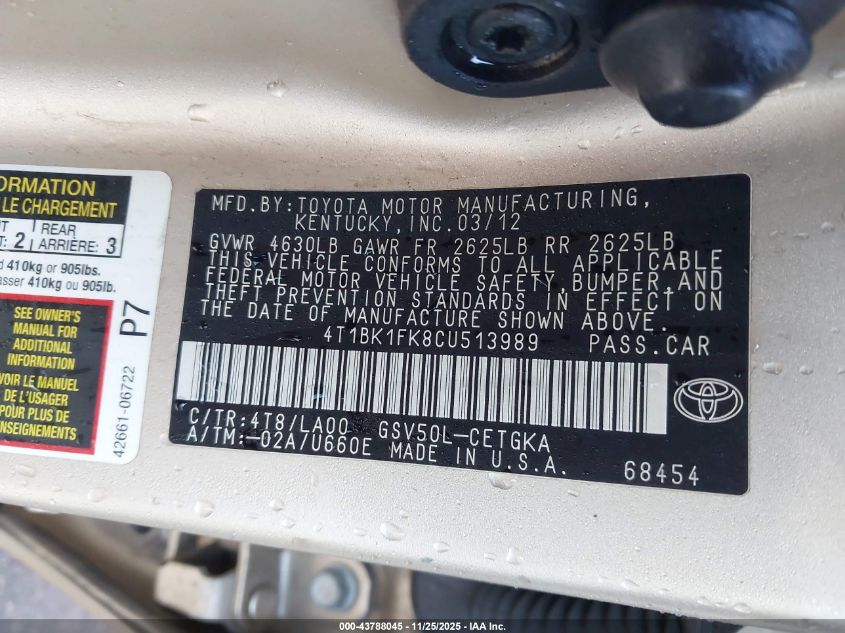 ORMATION
LE CHARGEMENT
NT
T: 2
REAR
ARRIÈRE: 3
d 410kg or 905lbs.
asser 410kg ou 905lb.
SEE OWNER'S
MANUAL FOR
ADDITIONAL
INFORMATION
VOIR LE MANUEL
DE L'USAGER
POUR PLUS DE
RENSEIGNEMENTS
P7
42661-06722
MFD.BY:TOYOTA MOTOR MANUFACTURING,
KENTUCKY,INC.03/12
GVWR 4630LB GAWR FR 2625LB RR 2625LB
THIS VEHICLE CONFORMS TO ALL APPLICABLE
FEDERAL MOTOR VEHICLE SAFETY,BUMPER,AND
THEFT PREVENTION STANDARDS IN EFFECT ON
THE DATE OF MANUFACTURE SHOWN ABOVE.
4T1BK1FK8CU513989 PASS.CAR
C/TR:4T8/LA00 GSV50L-CETGKA
A/TM:-02A/U660E MADE IN U.S.A.
68454
000-43788045 - 11/25/2025 - IAA Inc.